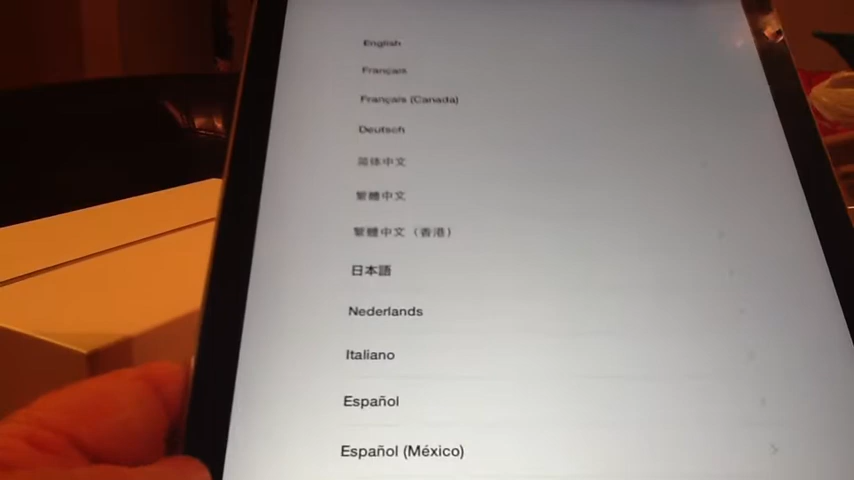 English
Français
Français (Canada)
Deutsch
简体中文
繁體中文
繁體中文（香港）
日本語
Nederlands
Italiano
Español
Español (México)